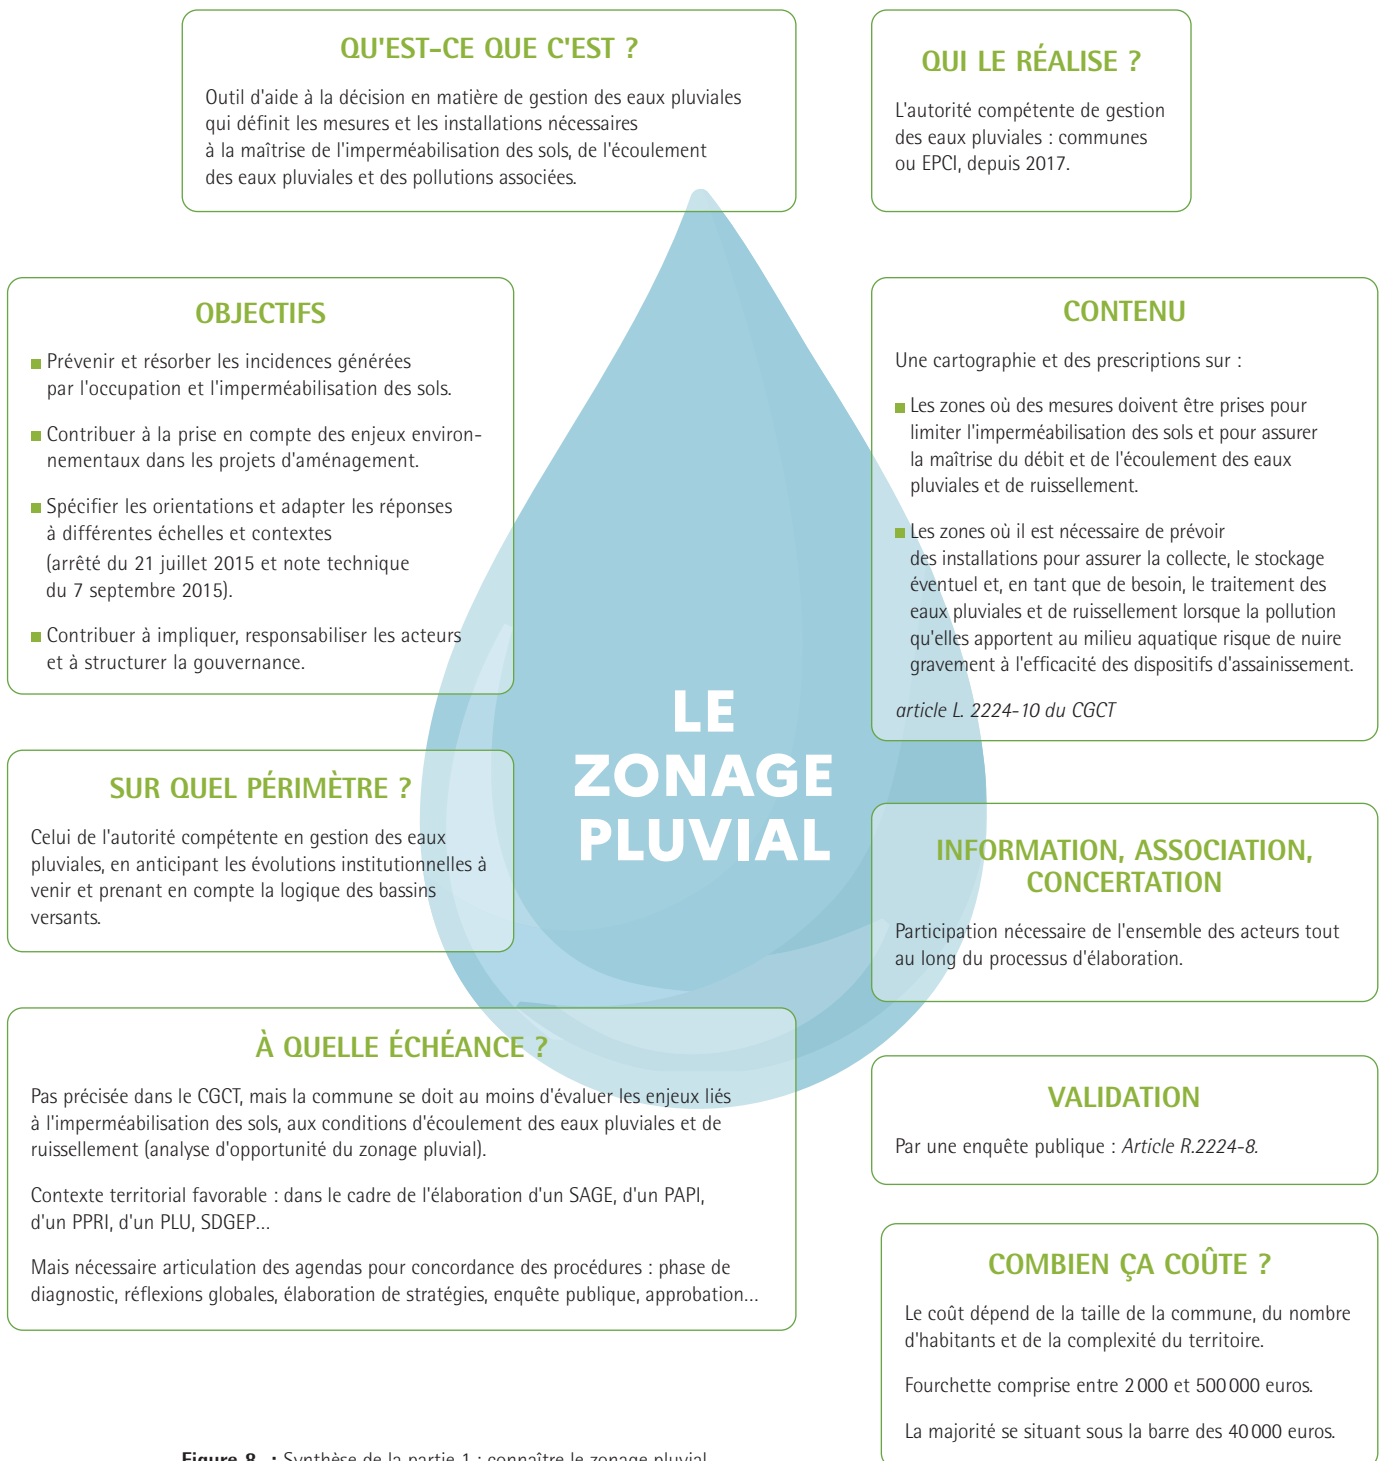 QU'EST-CE QUE C'EST ?
Outil d'aide à la décision en matière de gestion des eaux pluviales
qui définit les mesures et les installations nécessaires
à la maîtrise de l'imperméabilisation des sols, de l'écoulement
des eaux pluviales et des pollutions associées.
QUI LE RÉALISE ?
L'autorité compétente de gestion
des eaux pluviales : communes
ou EPCI, depuis 2017.
OBJECTIFS
Prévenir et résorber les incidences générées
par l'occupation et l'imperméabilisation des sols.
Contribuer à la prise en compte des enjeux environ-
nementaux dans les projets d'aménagement.
Spécifier les orientations et adapter les réponses
à différentes échelles et contextes
(arrêté du 21 juillet 2015 et note technique
du 7 septembre 2015).
Contribuer à impliquer, responsabiliser les acteurs
et à structurer la gouvernance.
CONTENU
Une cartographie et des prescriptions sur :
Les zones où des mesures doivent être prises pour
limiter l'imperméabilisation des sols et pour assurer
la maîtrise du débit et de l'écoulement des eaux
pluviales et de ruissellement.
Les zones où il est nécessaire de prévoir
des installations pour assurer la collecte, le stockage
éventuel et, en tant que de besoin, le traitement des
eaux pluviales et de ruissellement lorsque la pollution
qu'elles apportent au milieu aquatique risque de nuire
gravement à l'efficacité des dispositifs d'assainissement.
article L. 2224-10 du CGCT
LE
ZONAGE
PLUVIAL
SUR QUEL PÉRIMÈTRE ?
Celui de l'autorité compétente en gestion des eaux
pluviales, en anticipant les évolutions institutionnelles à
venir et prenant en compte la logique des bassins
versants.
INFORMATION, ASSOCIATION,
CONCERTATION
Participation nécessaire de l'ensemble des acteurs tout
au long du processus d'élaboration.
À QUELLE ÉCHÉANCE ?
Pas précisée dans le CGCT, mais la commune se doit au moins d'évaluer les enjeux liés
à l'imperméabilisation des sols, aux conditions d'écoulement des eaux pluviales et de
ruissellement (analyse d'opportunité du zonage pluvial).
Contexte territorial favorable : dans le cadre de l'élaboration d'un SAGE, d'un PAPI,
d'un PPRI, d'un PLU, SDGEP...
Mais nécessaire articulation des agendas pour concordance des procédures : phase de
diagnostic, réflexions globales, élaboration de stratégies, enquête publique, approbation...
VALIDATION
Par une enquête publique : Article R.2224-8.
COMBIEN ÇA COÛTE ?
Le coût dépend de la taille de la commune, du nombre
d'habitants et de la complexité du territoire.
Fourchette comprise entre 2 000 et 500 000 euros.
La majorité se situant sous la barre des 40 000 euros.
Figure 8 : Synthèse de la partie 1 : connaître le zonage pluvial